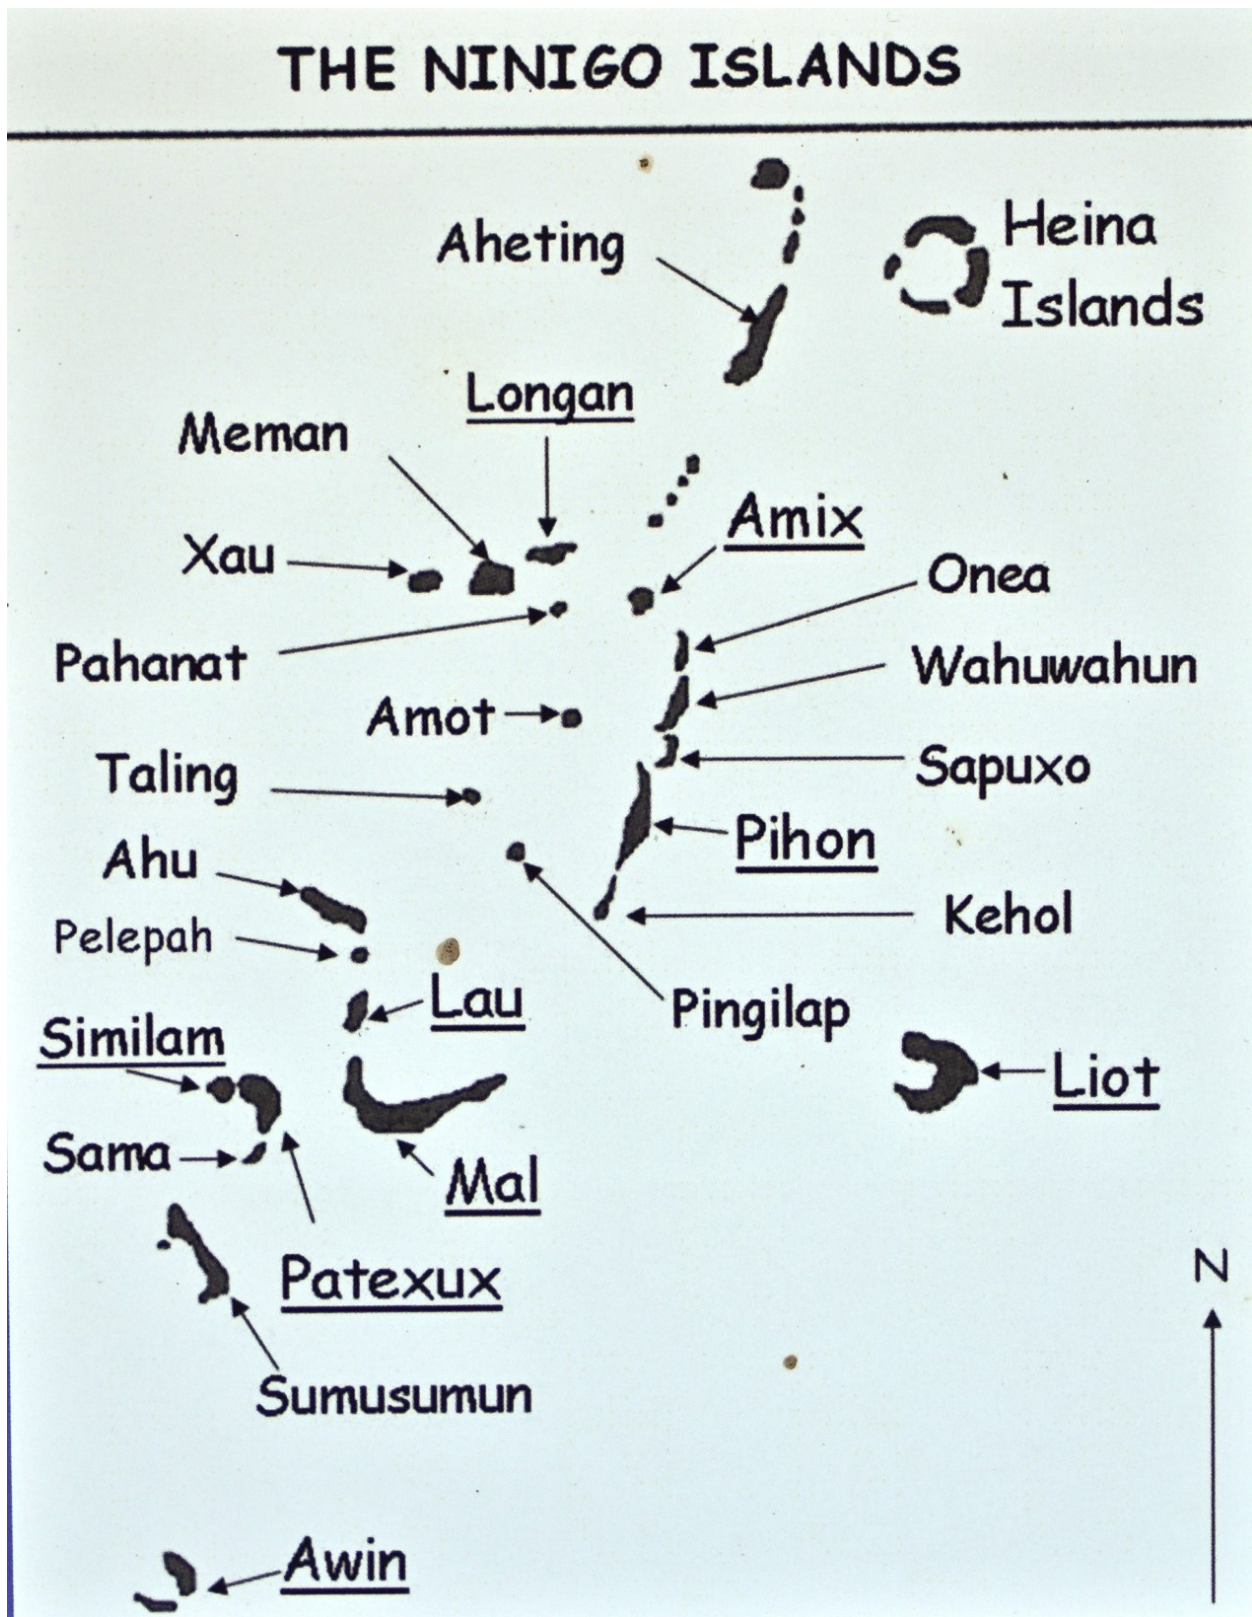 THE NINIGO ISLANDS
Aheting
Heina
Islands
Longan
Meman
Amix
Xau
Onea
Pahanat
Wahuwahun
Amot
Taling
Sapuxo
Pihon
Ahu
Kehol
Pelepah
Lau
Pingilap
Similam
Liot
Sama
Mal
N
Patexux
Sumusumun
Awin